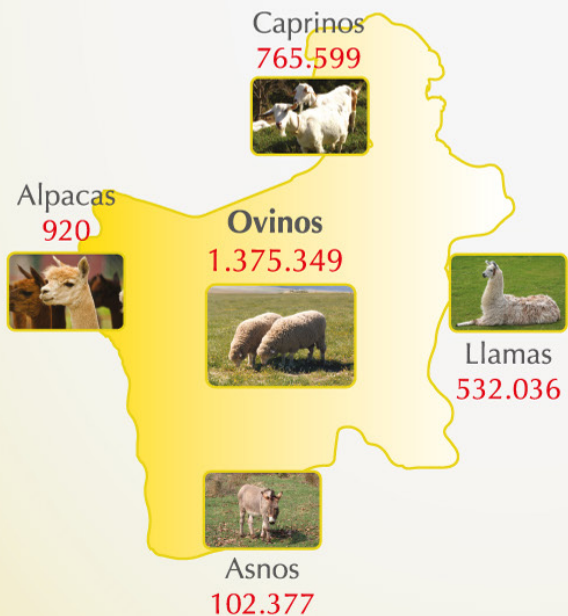 Caprinos
765.599
Alpacas
920
Ovinos
1.375.349
Llamas
532.036
Asnos
102.377